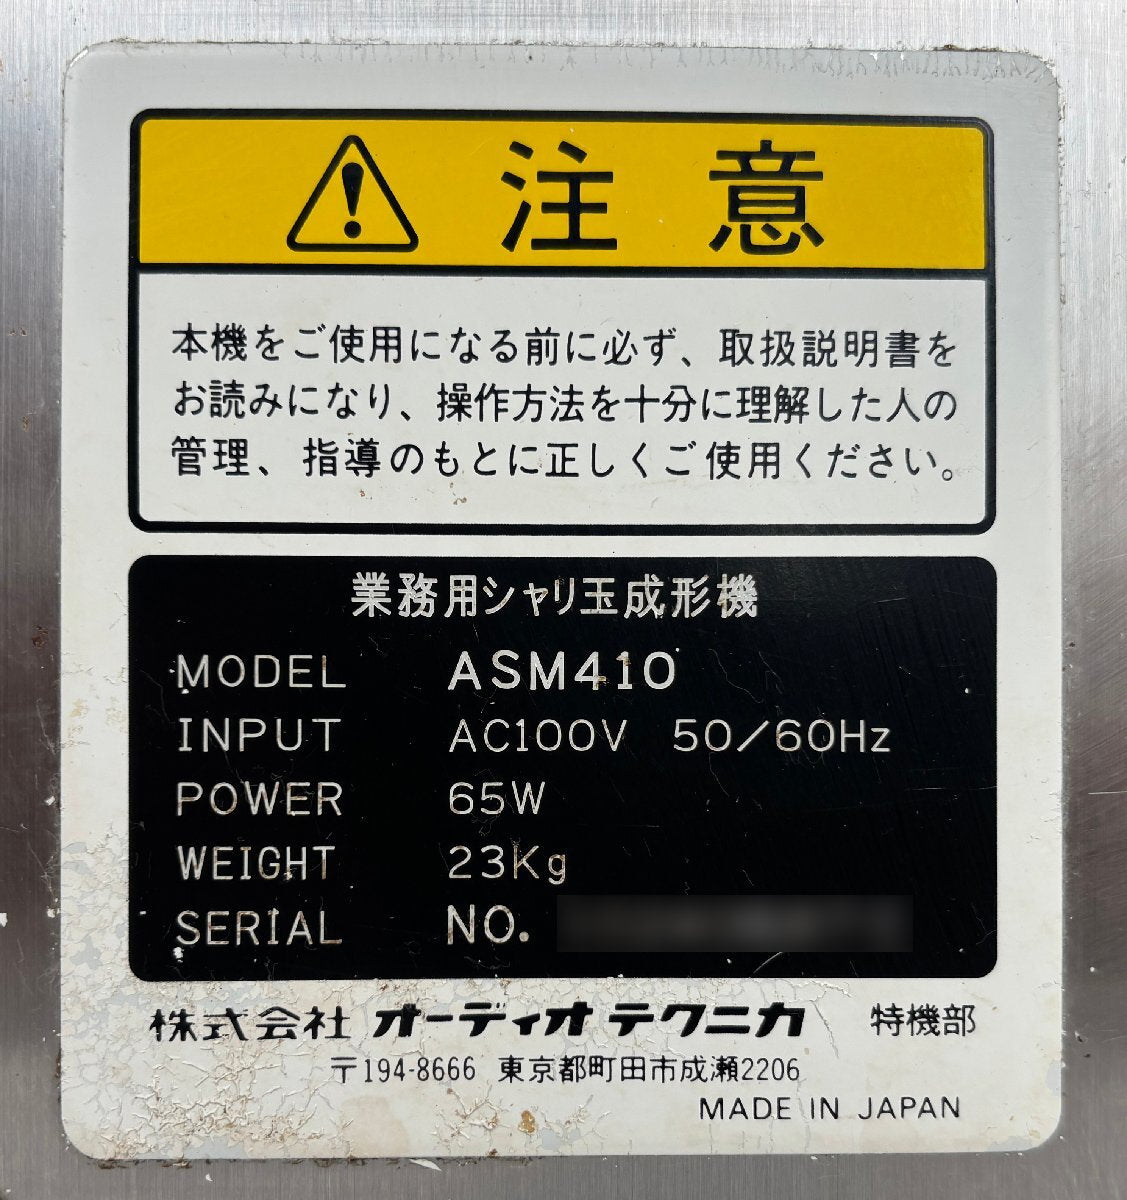 注意
本機をご使用になる前に必ず、取扱説明書を
お読みになり、操作方法を十分に理解した人の
管理、指導のもとに正しくご使用ください。
業務用シャリ玉成形機
MODEL ASM410
INPUT AC100V 50/60Hz
POWER 65W
WEIGHT 23Kg
SERIAL NO.
株式会社 オーディオテクニカ 特機部
〒194-8666 東京都町田市成瀬2206
MADE IN JAPAN